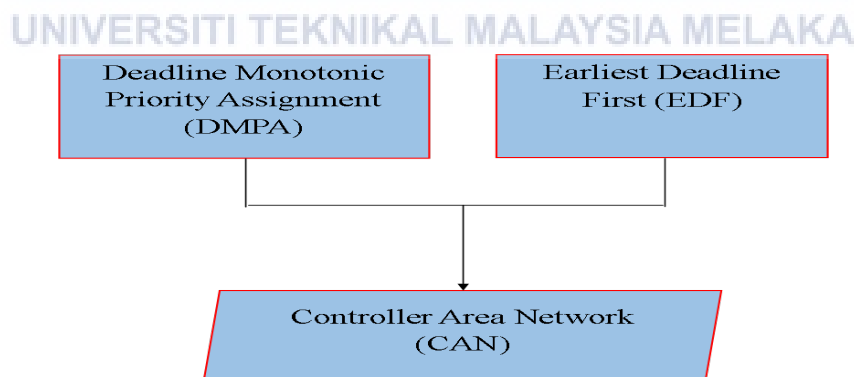 UNIVERSITI TEKNIKAL MALAYSIA MELAKA
Deadline Monotonic
Priority Assignment
(DMPA)
Earliest Deadline
First (EDF)
Controller Area Network
(CAN)